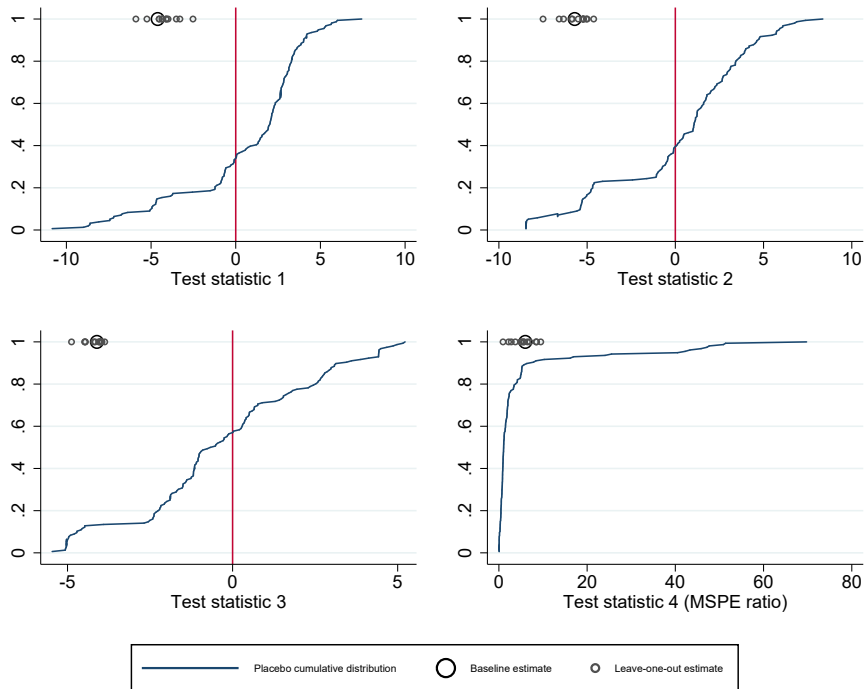 1
.8
.6
.4
.2
0
-10 -5 0 5 10
Test statistic 1
1
.8
.6
.4
.2
0
-10 -5 0 5 10
Test statistic 2
1
.8
.6
.4
.2
0
-5 0 5
Test statistic 3
1
.8
.6
.4
.2
0
0 20 40 60 80
Test statistic 4 (MSPE ratio)
Placebo cumulative distribution Baseline estimate Leave-one-out estimate